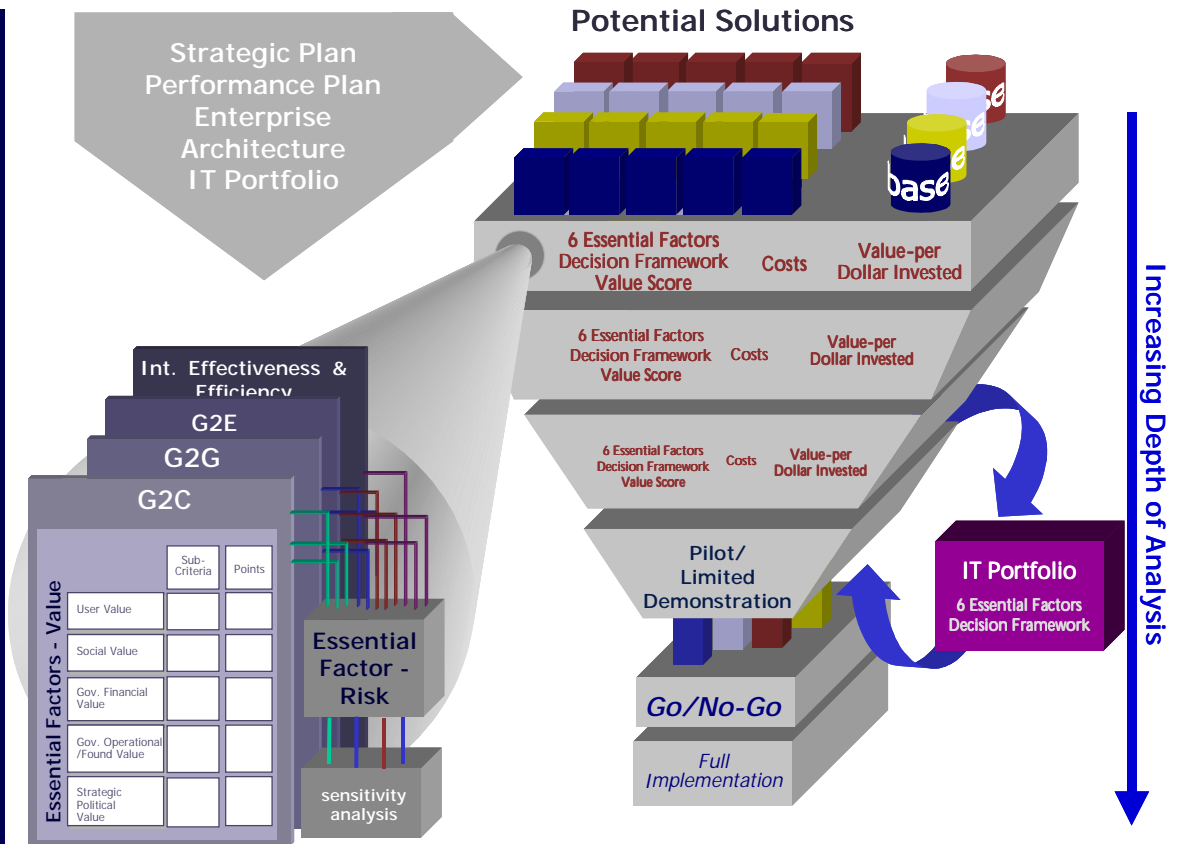 Potential Solutions
Strategic Plan
Performance Plan
Enterprise
Architecture
IT Portfolio
base
6 Essential Factors
Decision Framework
Value Score
Costs
Value-per
Dollar Invested
6 Essential Factors
Decision Framework
Value Score
Costs
Value-per
Dollar Invested
6 Essential Factors
Decision Framework
Value Score
Costs
Value-per
Dollar Invested
Pilot/
Limited
Demonstration
Go/No-Go
Full
Implementation
IT Portfolio
6 Essential Factors
Decision Framework
Increasing Depth of Analysis
Int. Effectiveness &
Efficiency
G2E
G2G
G2C
Essential Factors - Value
Sub-
Criteria
Points
User Value
Social Value
Gov. Financial
Value
Gov. Operational
/Found Value
Strategic
Political
Value
Essential
Factor -
Risk
sensitivity
analysis